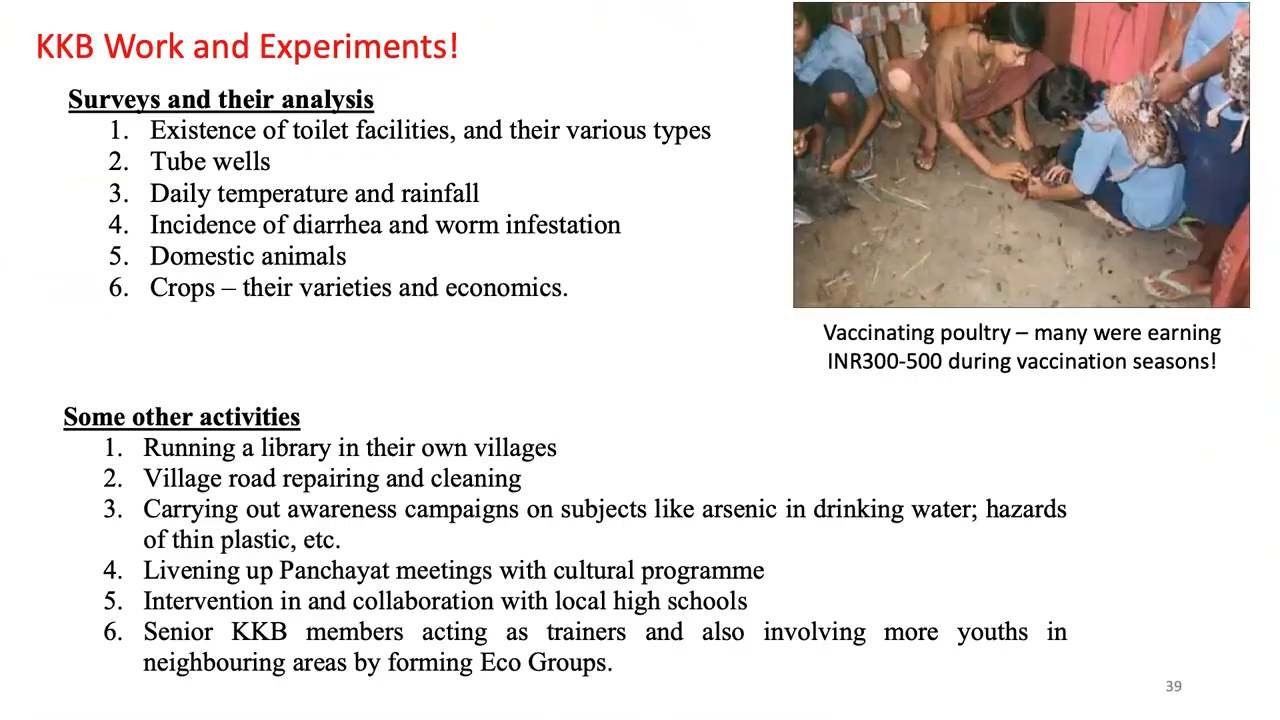 KKB Work and Experiments!
Surveys and their analysis
1. Existence of toilet facilities, and their various types
2. Tube wells
3. Daily temperature and rainfall
4. Incidence of diarrhea and worm infestation
5. Domestic animals
6. Crops – their varieties and economics.
Vaccinating poultry – many were earning
INR300-500 during vaccination seasons!
Some other activities
1. Running a library in their own villages
2. Village road repairing and cleaning
3. Carrying out awareness campaigns on subjects like arsenic in drinking water; hazards
of thin plastic, etc.
4. Livening up Panchayat meetings with cultural programme
5. Intervention in and collaboration with local high schools
6. Senior KKB members acting as trainers and also involving more youths in
neighbouring areas by forming Eco Groups.
39